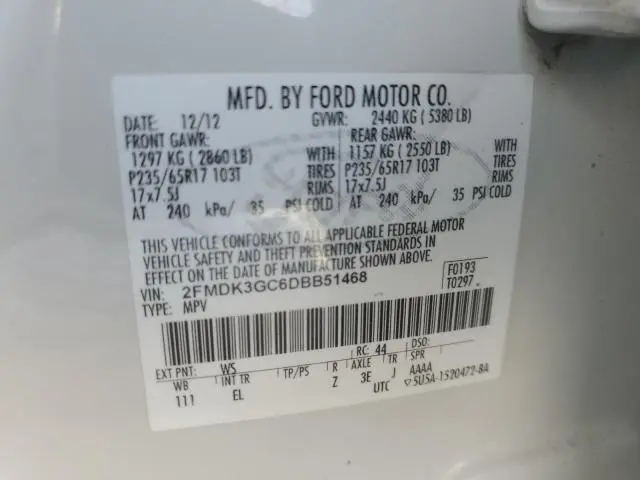 MFD. BY FORD MOTOR CO.
DATE: 12/12 GVWR: 2440 KG ( 5380 LB)
FRONT GAWR: REAR GAWR:
1297 KG ( 2860 LB) WITH 1157 KG ( 2550 LB) WITH
P235/65R17 103T TIRES P235/65R17 103T TIRES
17x7.5J RIMS 17x7.5J RIMS
AT 240 kPa/ 35 PSI COLD AT 240 kPa/ 35 PSI COLD
THIS VEHICLE CONFORMS TO ALL APPLICABLE FEDERAL MOTOR
VEHICLE SAFETY AND THEFT PREVENTION STANDARDS IN
EFFECT ON THE DATE OF MANUFACTURE SHOWN ABOVE.
VIN: 2FMDK3GC6DBB51468 F0193
TYPE: MPV T0297
EXT PNT: WS RC: 44 DSO:
WB INT TR TP/PS R AXLE TR SPR
111 EL Z 3E J AAAA
UTC 5U5A-1520472-BA